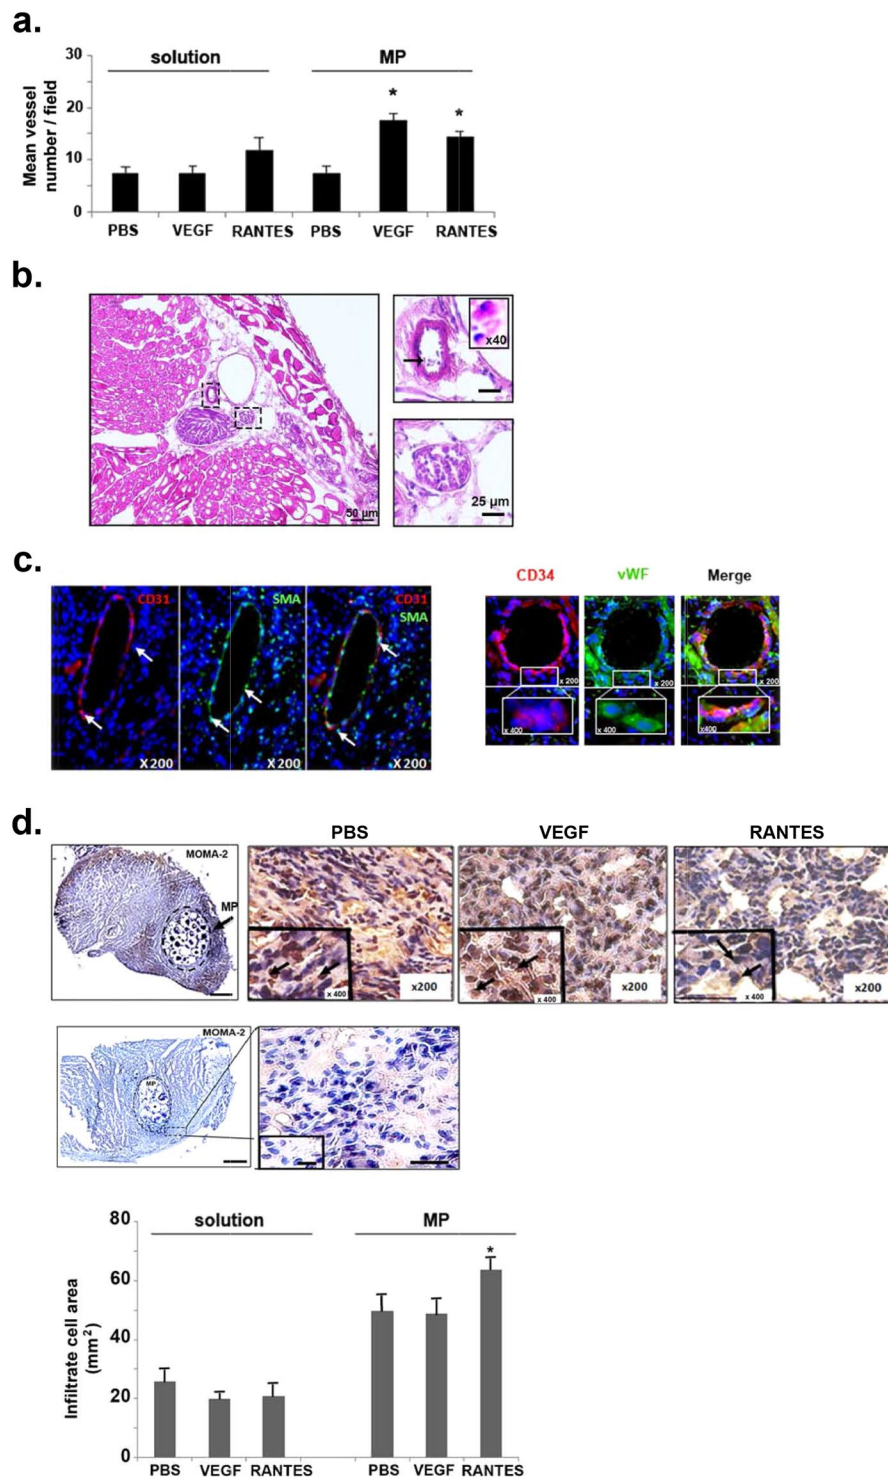 a.
30
20
10
0
Mean vessel
number / field
solution
MP
*
*
PBS
VEGF
RANTES
PBS
VEGF
RANTES
b.
50 µm
x40
25 µm
c.
CD31
X 200
SMA
X 200
CD31
SMA
X 200
CD34
vWF
Merge
x 200
x 200
x 200
x 400
x 400
x400
d.
PBS
VEGF
RANTES
MOMA-2
MP
x 400
x200
x 400
x200
x 400
x200
MOMA-2
MP
80
60
40
20
0
Infiltrate cell area
(mm²)
solution
MP
*
PBS
VEGF
RANTES
PBS
VEGF
RANTES